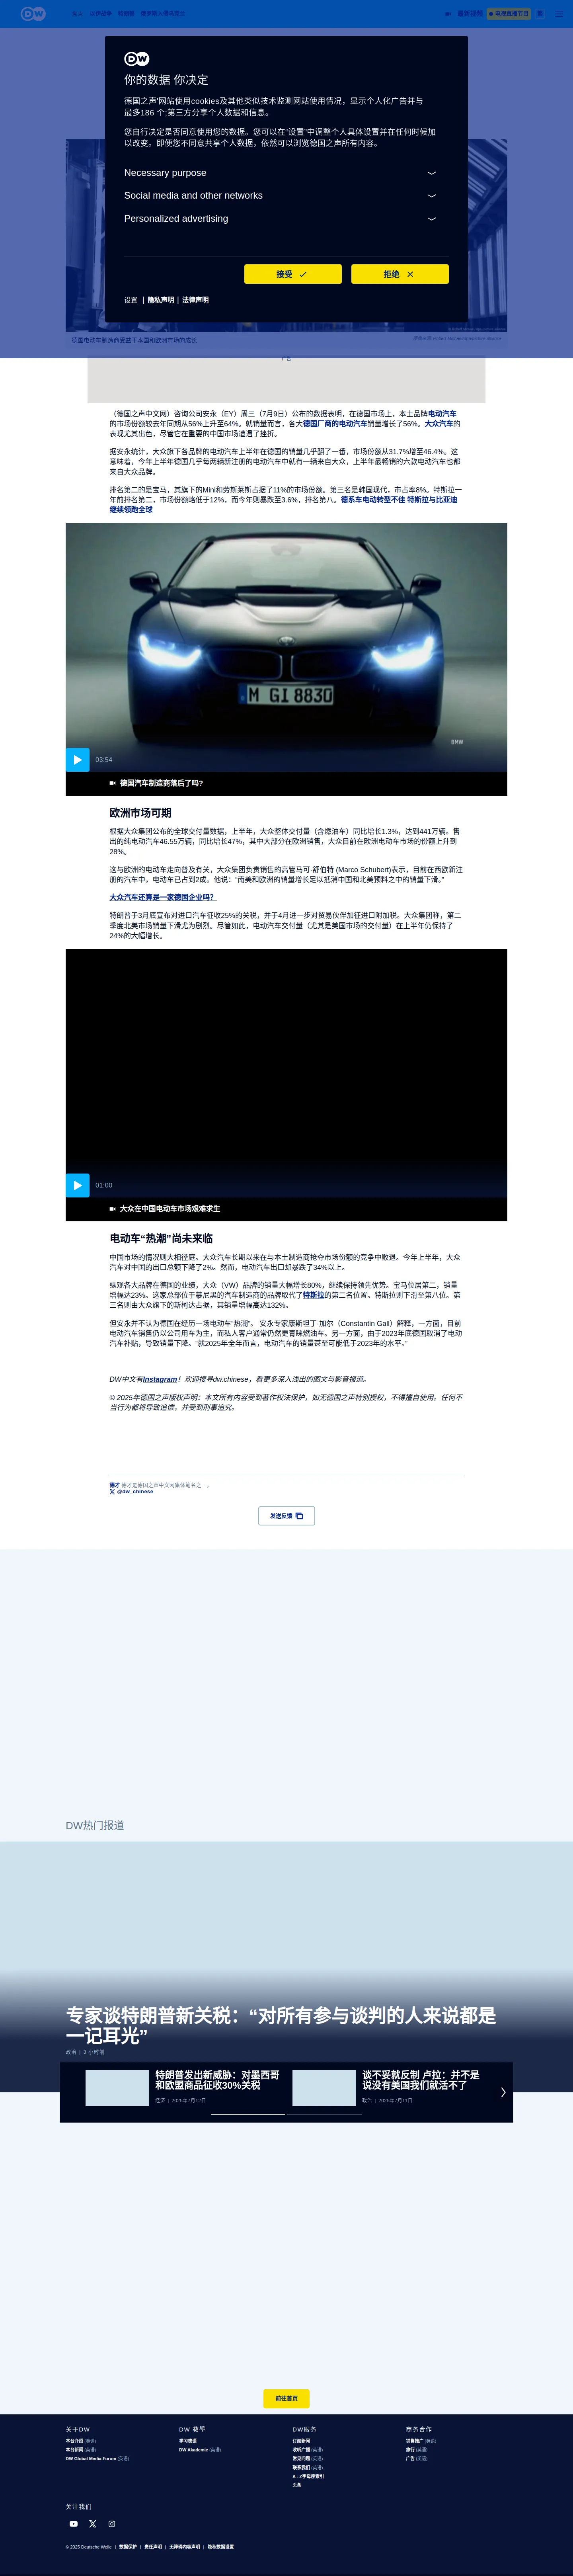 DW
最新视频
电视直播节目
繁
DW
你的数据 你决定
德国之声'网站使用cookies及其他类似技术监测网站使用情况，显示个人化广告并与
最多186 个;第三方分享个人数据和信息。
您自行决定是否同意使用您的数据。您可以在“设置”中调整个人具体设置并在任何时候加
以改变。即便您不同意共享个人数据，依然可以浏览德国之声所有内容。
Necessary purpose
Social media and other networks
Personalized advertising
接受
拒绝
设置 | 隐私声明 | 法律声明
德国电动车制造商受益于本国和欧洲市场的成长
广告
（德国之声中文网）咨询公司安永（EY）周三（7月9日）公布的数据表明，在德国市场上，本土品牌电动汽车
的市场份额较去年同期从56%上升至64%。就销量而言，各大德国厂商的电动汽车销量增长了56%。大众汽车的
表现尤其出色，尽管它在重要的中国市场遭遇了挫折。
据安永统计，大众旗下各品牌的电动汽车上半年在德国的销量几乎翻了一番，市场份额从31.7%增至46.4%。这
意味着，今年上半年德国几乎每两辆新注册的电动汽车中就有一辆来自大众，上半年最畅销的六款电动汽车也都
来自大众品牌。
排名第二的是宝马，其旗下的Mini和劳斯莱斯占据了11%的市场份额。第三名是韩国现代，市占率8%。特斯拉一
年前排名第二，市场份额略低于12%，而今年则暴跌至3.6%，排名第八。德系车电动转型不佳 特斯拉与比亚迪
继续领跑全球
M GI 8830
BMW
03:54
德国汽车制造商落后了吗?
欧洲市场可期
根据大众集团公布的全球交付量数据，上半年，大众整体交付量（含燃油车）同比增长1.3%，达到441万辆。售
出的纯电动汽车46.55万辆，同比增长47%，其中大部分在欧洲销售，大众目前在欧洲电动车市场的份额上升到
28%。
这与欧洲的电动车走向普及有关，大众集团负责销售的高管马可·舒伯特 (Marco Schubert)表示，目前在西欧新注
册的汽车中，电动车已占到2成。他说：“南美和欧洲的销量增长足以抵消中国和北美预料之中的销量下滑。”
大众汽车还算是一家德国企业吗？
特朗普于3月底宣布对进口汽车征收25%的关税，并于4月进一步对贸易伙伴加征进口附加税。大众集团称，第二
季度北美市场销量下滑尤为剧烈。尽管如此，电动汽车交付量（尤其是美国市场的交付量）在上半年仍保持了
24%的大幅增长。
01:00
大众在中国电动车市场艰难求生
电动车“热潮”尚未来临
中国市场的情况则大相径庭。大众汽车长期以来在与本土制造商抢夺市场份额的竞争中败退。今年上半年，大众
汽车对中国的出口总额下降了2%。然而，电动汽车出口却暴跌了34%以上。
纵观各大品牌在德国的业绩，大众（VW）品牌的销量大幅增长80%，继续保持领先优势。宝马位居第二，销量
增幅达23%。这家总部位于慕尼黑的汽车制造商的品牌取代了特斯拉的第二名位置。特斯拉则下滑至第八位。第
三名则由大众旗下的斯柯达占据，其销量增幅高达132%。
但安永并不认为德国在经历一场电动车“热潮”。 安永专家康斯坦丁·加尔（Constantin Gall）解释，一方面，目前
电动汽车销售仍以公司用车为主，而私人客户通常仍然更青睐燃油车。另一方面，由于2023年底德国取消了电动
汽车补贴，导致销量下降。“就2025年全年而言，电动汽车的销量甚至可能低于2023年的水平。”
DW中文有Instagram！欢迎搜寻dw.chinese，看更多深入浅出的图文与影音报道。
© 2025年德国之声版权声明：本文所有内容受到著作权法保护，如无德国之声特别授权，不得擅自使用。任何不
当行为都将导致追偿，并受到刑事追究。
德才 德才是德国之声中文网集体笔名之一。
@dw_chinese
发送反馈
DW热门报道
专家谈特朗普新关税：“对所有参与谈判的人来说都是
一记耳光”
政治 | 3 小时前
特朗普发出新威胁：对墨西哥
和欧盟商品征收30%关税
经济 | 2025年7月12日
谈不妥就反制 卢拉：并不是
说没有美国我们就活不了
政治 | 2025年7月11日
前往首页
关于DW
本台介绍 (英语)
本台新闻 (英语)
DW Global Media Forum (英语)
DW 教學
学习德语
DW Akademie (英语)
DW服务
订阅新闻
收听广播 (英语)
常见问题 (英语)
联系我们 (英语)
A - Z字母序索引
头条
商务合作
销售推广 (英语)
旅行 (英语)
广告 (英语)
关注我们
© 2025 Deutsche Welle | 数据保护 | 责任声明 | 无障碍内容声明 | 隐私数据设置